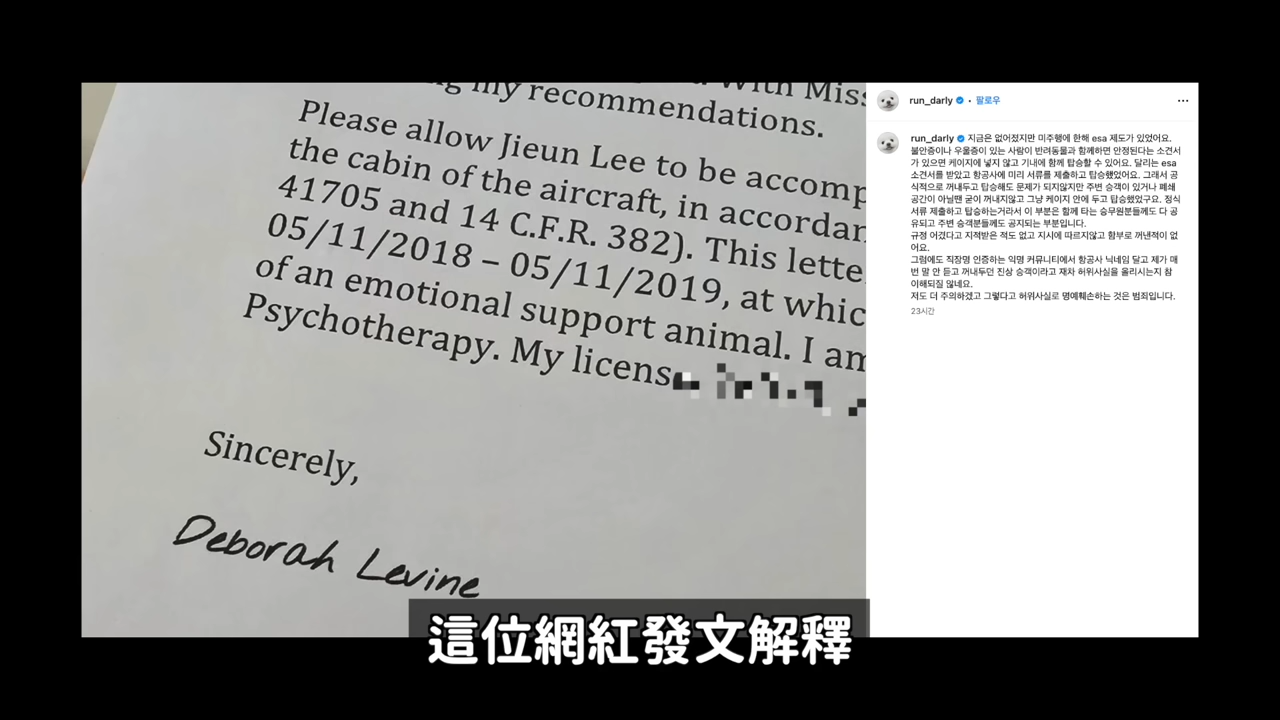 with Miss
my recommendations.
Please allow Jieun Lee to be
the cabin of the aircraft, in
41705 and 14 C.F.R. 382). This
05/11/2018 – 05/11/2019, at
of an emotional support animal. I am
Psychotherapy. My
Sincerely,
Deborah Levine
run_darly • 팔로우
run_darly 지금은 없어졌지만 미주행에 한해 esa 제도가 있었어요.
불안증이나 우울증이 있는 사람이 반려동물과 함께하면 안정된다는 소견서
가 있으면 케이지에 넣지 않고 기내에 함께 탑승할 수 있어요. 달리는 esa
소견서를 받았고 항공사에 미리 서류를 제출하고 탑승했었어요. 그래서 공
식적으로 꺼내두고 탑승해도 문제가 되지않지만 주변 승객이 있거나 폐쇄
공간이 아닐땐 굳이 꺼내지않고 그냥 케이지 안에 두고 탑승했었구요. 정식
서류 제출하고 탑승하는거라서 이 부분은 함께 타는 승무원분들께도 다 공
유되고 주변 승객분들께도 공지되는 부분입니다.
규정 어겼다고 지적받은 적도 없고 지시에 따르지않고 함부로 꺼낸적이 없
어요.
그럼에도 직장명 인증하는 익명 커뮤니티에서 항공사 닉네임 달고 제가 매
번 말 안 듣고 꺼내두던 진상 승객이라고 재차 허위사실을 올리시는지 참
이해되질 않네요.
저도 더 주의하겠고 그렇다고 허위사실로 명예훼손하는 것은 범죄입니다.
23시간
這位網紅發文解釋